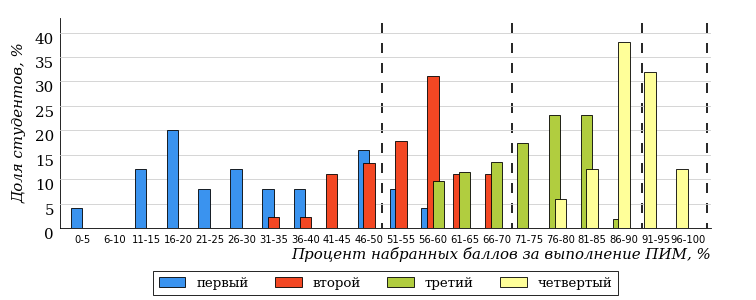 Доля студентов, %
40
35
30
25
20
15
10
5
0
0-5 6-10 11-15 16-20 21-25 26-30 31-35 36-40 41-45 46-50 51-55 56-60 61-65 66-70 71-75 76-80 81-85 86-90 91-95 96-100
Процент набранных баллов за выполнение ПИМ, %
первый второй третий четвертый